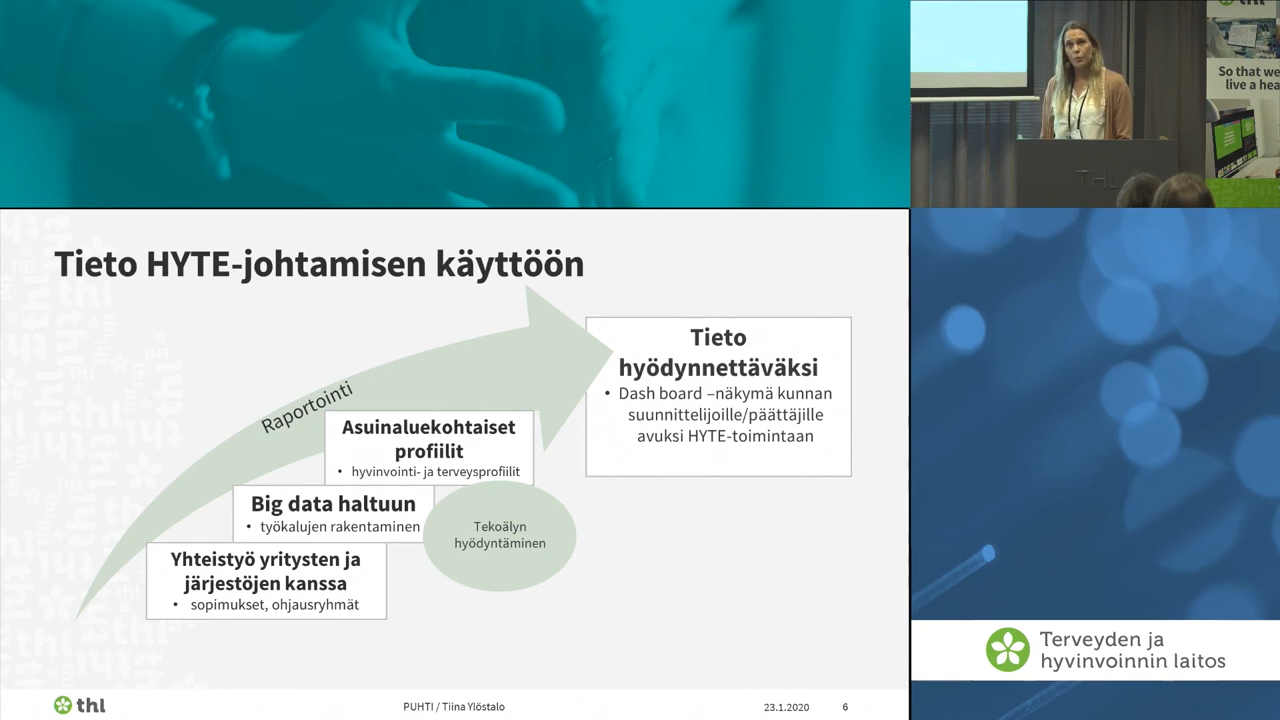 thl
So that we
live a hea
THL
Tieto HYTE-johtamisen käyttöön
Raportointi
Tieto
hyödynnettäväksi
• Dash board –näkymä kunnan
suunnittelijoille/päättäjille
avuksi HYTE-toimintaan
Asuinaluekohtaiset
profiilit
• hyvinvointi- ja terveysprofiilit
Big data haltuun
• työkalujen rakentaminen
Tekoälyn
hyödyntäminen
Yhteistyö yritysten ja
järjestöjen kanssa
• sopimukset, ohjausryhmät
Terveyden ja
hyvinvoinnin laitos
thl
PUHTI / Tiina Ylöstalo
23.1.2020
6